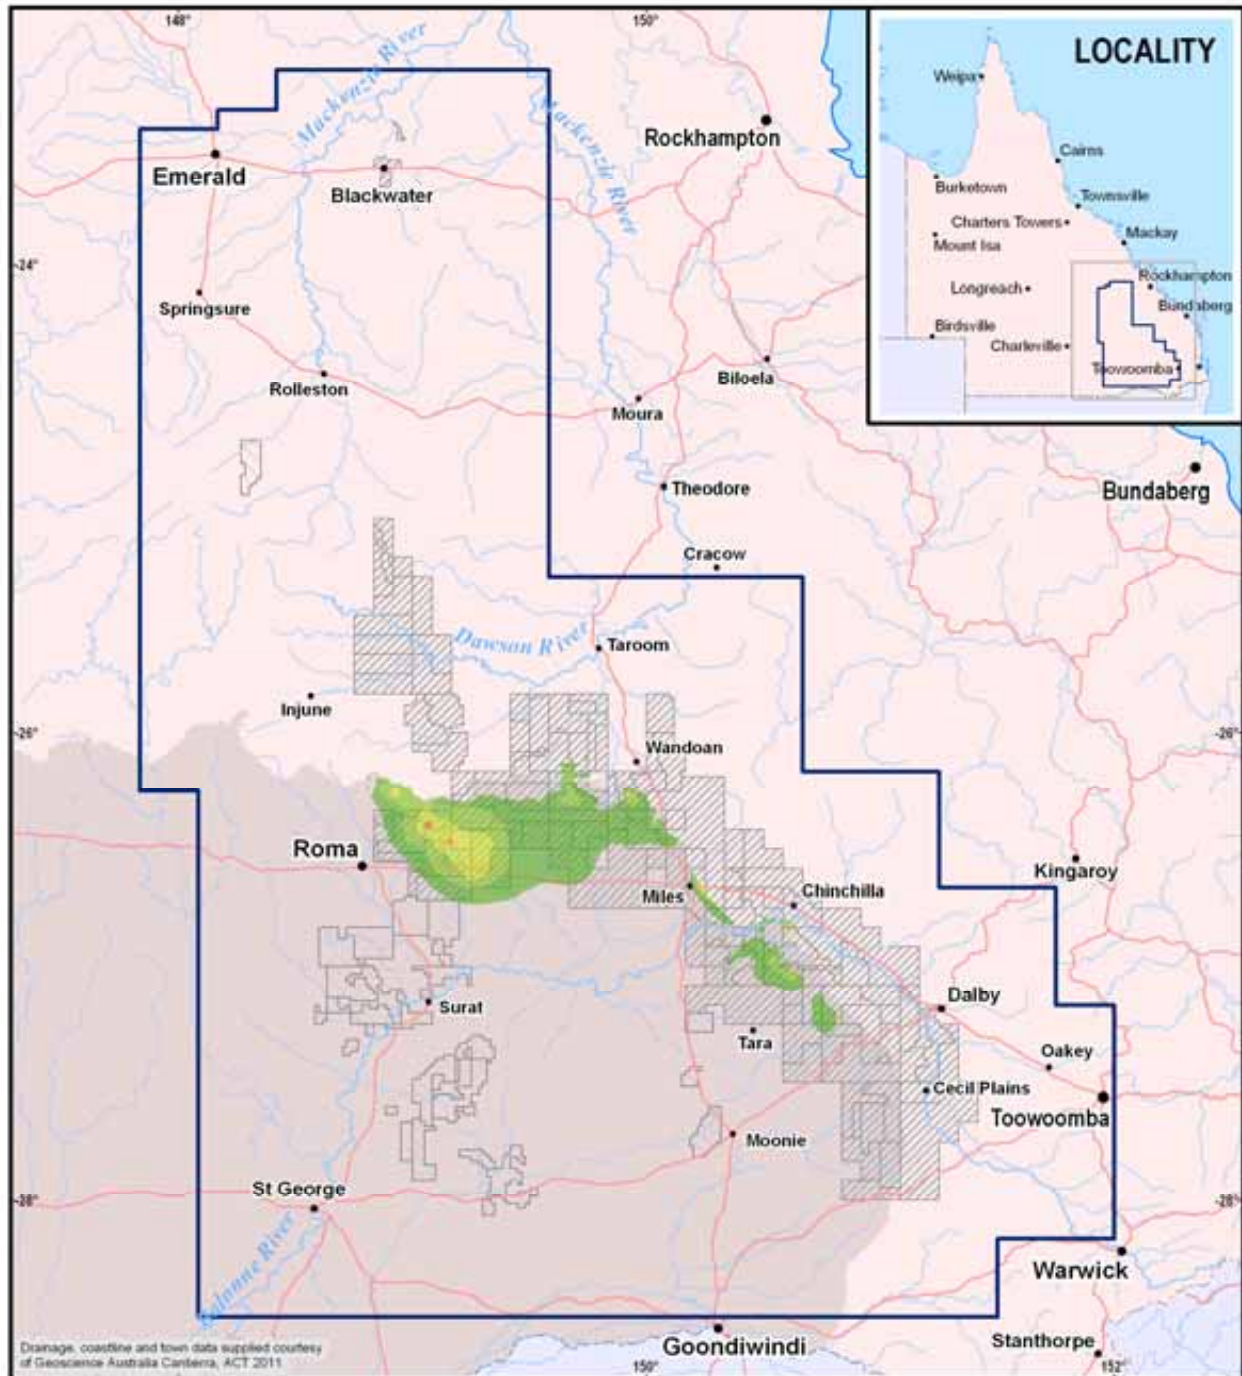 148°
150°
LOCALITY
Weipa
Cairns
Burketown
Townsville
Charters Towers
Mount Isa
Mackay
Longreach
Rockhampton
Bundaberg
Birdsville
Charleville
Toowoomba
Mackenzie River
Mackenzie River
Rockhampton
Emerald
Blackwater
-24°
Springsure
Rolleston
Biloela
Moura
Theodore
Bundaberg
Cracow
Dawson River
Taroom
Injune
-26°
-26°
Wandoan
Roma
Kingaroy
Miles
Chinchilla
Surat
Dalby
Tara
Oakey
Cecil Plains
Toowoomba
Moonie
St George
-28°
-28°
Balonne River
Warwick
Goondiwindi
Stanthorpe
Drainage, coastline and town data supplied courtesy
of Geoscience Australia Canberra, ACT 2011
150°
152°